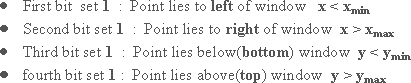 • First bit set 1 : Point lies to left of window x < xmin
• Second bit set 1 : Point lies to right of window x > xmax
• Third bit set 1 : Point lies below(bottom) window y < ymin
• fourth bit set 1 : Point lies above(top) window y > ymax